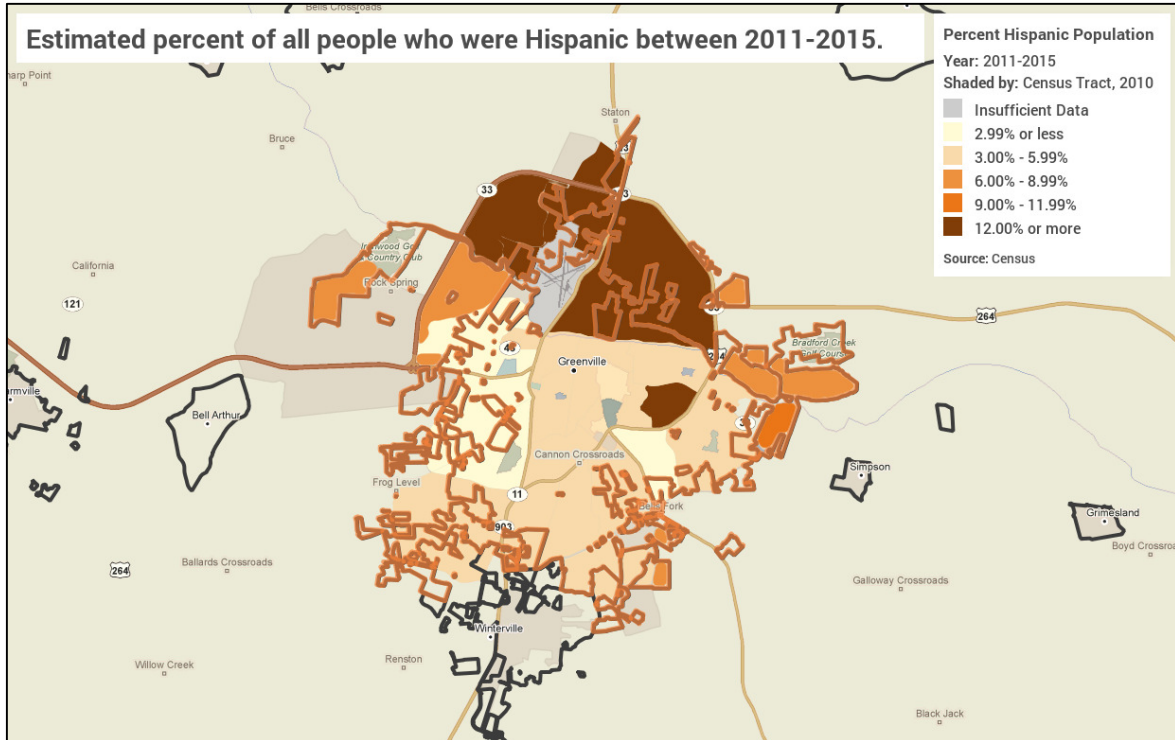 Bells Crossroads
Estimated percent of all people who were Hispanic between 2011-2015.
Percent Hispanic Population
Year: 2011-2015
Shaded by: Census Tract, 2010
Insufficient Data
2.99% or less
3.00% - 5.99%
6.00% - 8.99%
9.00% - 11.99%
12.00% or more
Source: Census
Point
Staton
Bruce
33
Country Club
Rock Spring
California
121
264
Bradford Creek
Greenville
Bell Arthur
Cannon Crossroads
Simpson
Frog Level
11
903
Grimesland
264
Ballards Crossroads
Boyd
Galloway Crossroads
Winterville
Renston
Willow Creek
Black Jack